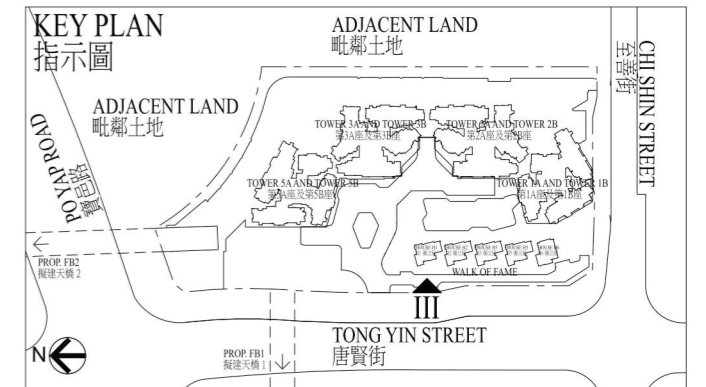 KEY PLAN
指示圖
ADJACENT LAND
毗鄰土地
ADJACENT LAND
毗鄰土地
CHI SHIN STREET
至善街
PO YAP ROAD
寶邑路
TOWER 3A AND TOWER 3B
第3A座及第3B座
TOWER 2A AND TOWER 2B
第2A座及第2B座
TOWER 5A AND TOWER 5B
第5A座及第5B座
TOWER 1A AND TOWER 1B
第1A座及第1B座
PROP. FB2
擬建天橋 2
WALK OF FAME
III
TONG YIN STREET
唐賢街
PROP. FB1
擬建天橋 1
N